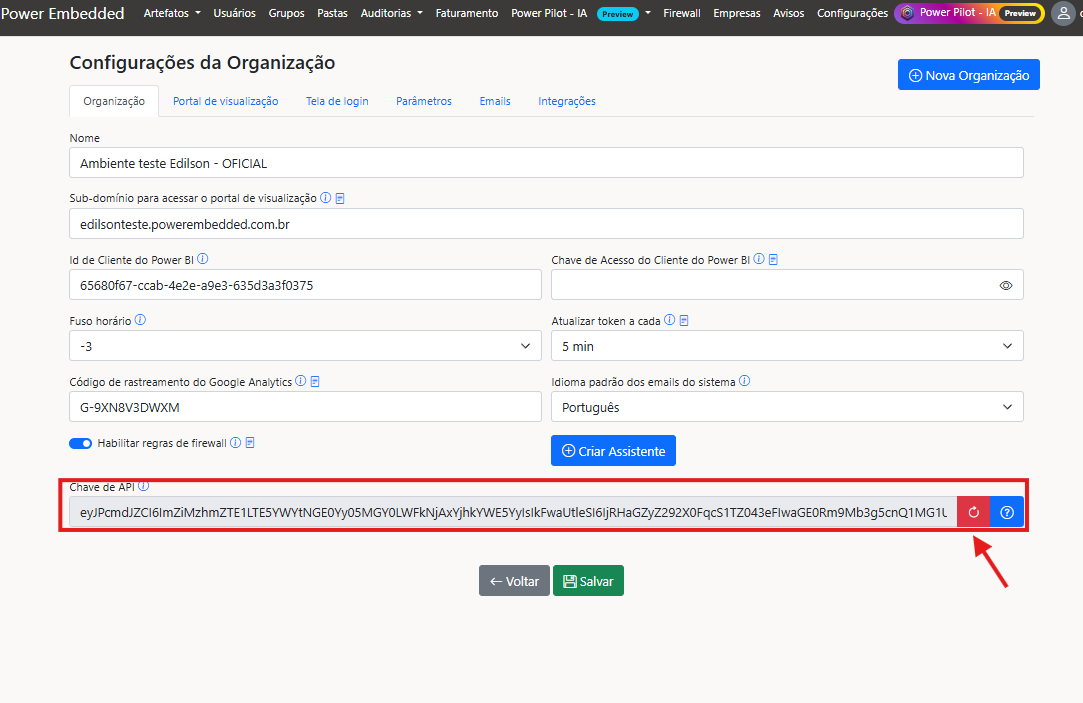 Power Embedded Artefatos Usuários Grupos Pastas Auditorias Faturamento Power Pilot - IA Preview Firewall Empresas Avisos Configurações Power Pilot - IA Preview
Configurações da Organização
Nova Organização
Organização Portal de visualização Tela de login Parâmetros Emails Integrações
Nome
Ambiente teste Edilson - OFICIAL
Sub-domínio para acessar o portal de visualização
edilsonteste.powerembedded.com.br
Id de Cliente do Power BI Chave de Acesso do Cliente do Power BI
65680f67-ccab-4e2e-a9e3-635d3a3f0375
Fuso horário Atualizar token a cada
-3 5 min
Código de rastreamento do Google Analytics Idioma padrão dos emails do sistema
G-9XN8V3DWXM Português
Habilitar regras de firewall Criar Assistente
Chave de API
Voltar Salvar